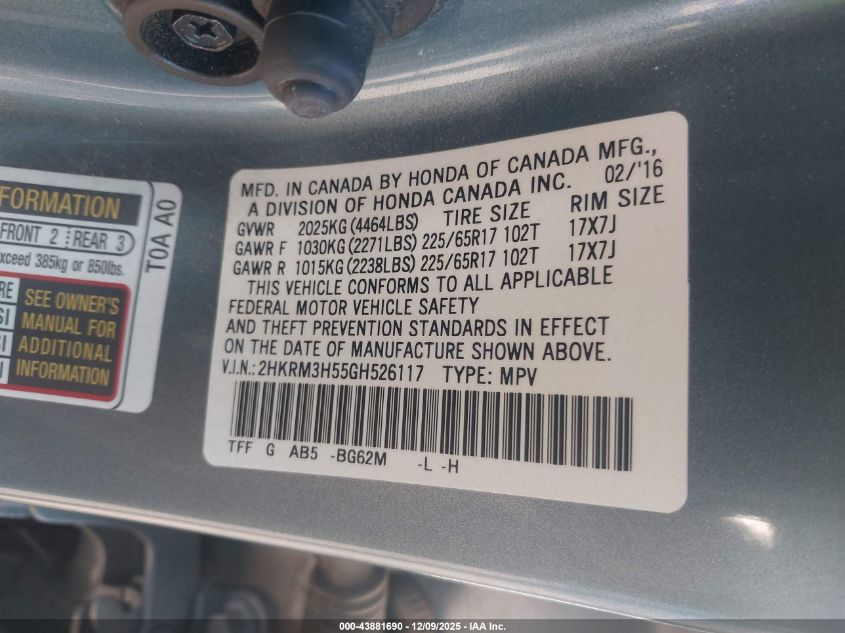 FORMATION
FRONT 2 REAR 3
exceed 385kg or 850lbs.
SEE OWNER'S
MANUAL FOR
ADDITIONAL
INFORMATION
T0A A0
MFD. IN CANADA BY HONDA OF CANADA MFG.,
A DIVISION OF HONDA CANADA INC. 02/'16
GVWR 2025KG (4464LBS) TIRE SIZE RIM SIZE
GAWR F 1030KG (2271LBS) 225/65R17 102T 17X7J
GAWR R 1015KG (2238LBS) 225/65R17 102T 17X7J
THIS VEHICLE CONFORMS TO ALL APPLICABLE
FEDERAL MOTOR VEHICLE SAFETY
AND THEFT PREVENTION STANDARDS IN EFFECT
ON THE DATE OF MANUFACTURE SHOWN ABOVE.
V.I.N.: 2HKRM3H55GH526117 TYPE: MPV
TFF G AB5 -BG62M -L -H
000-43881690 - 12/09/2025 - IAA Inc.